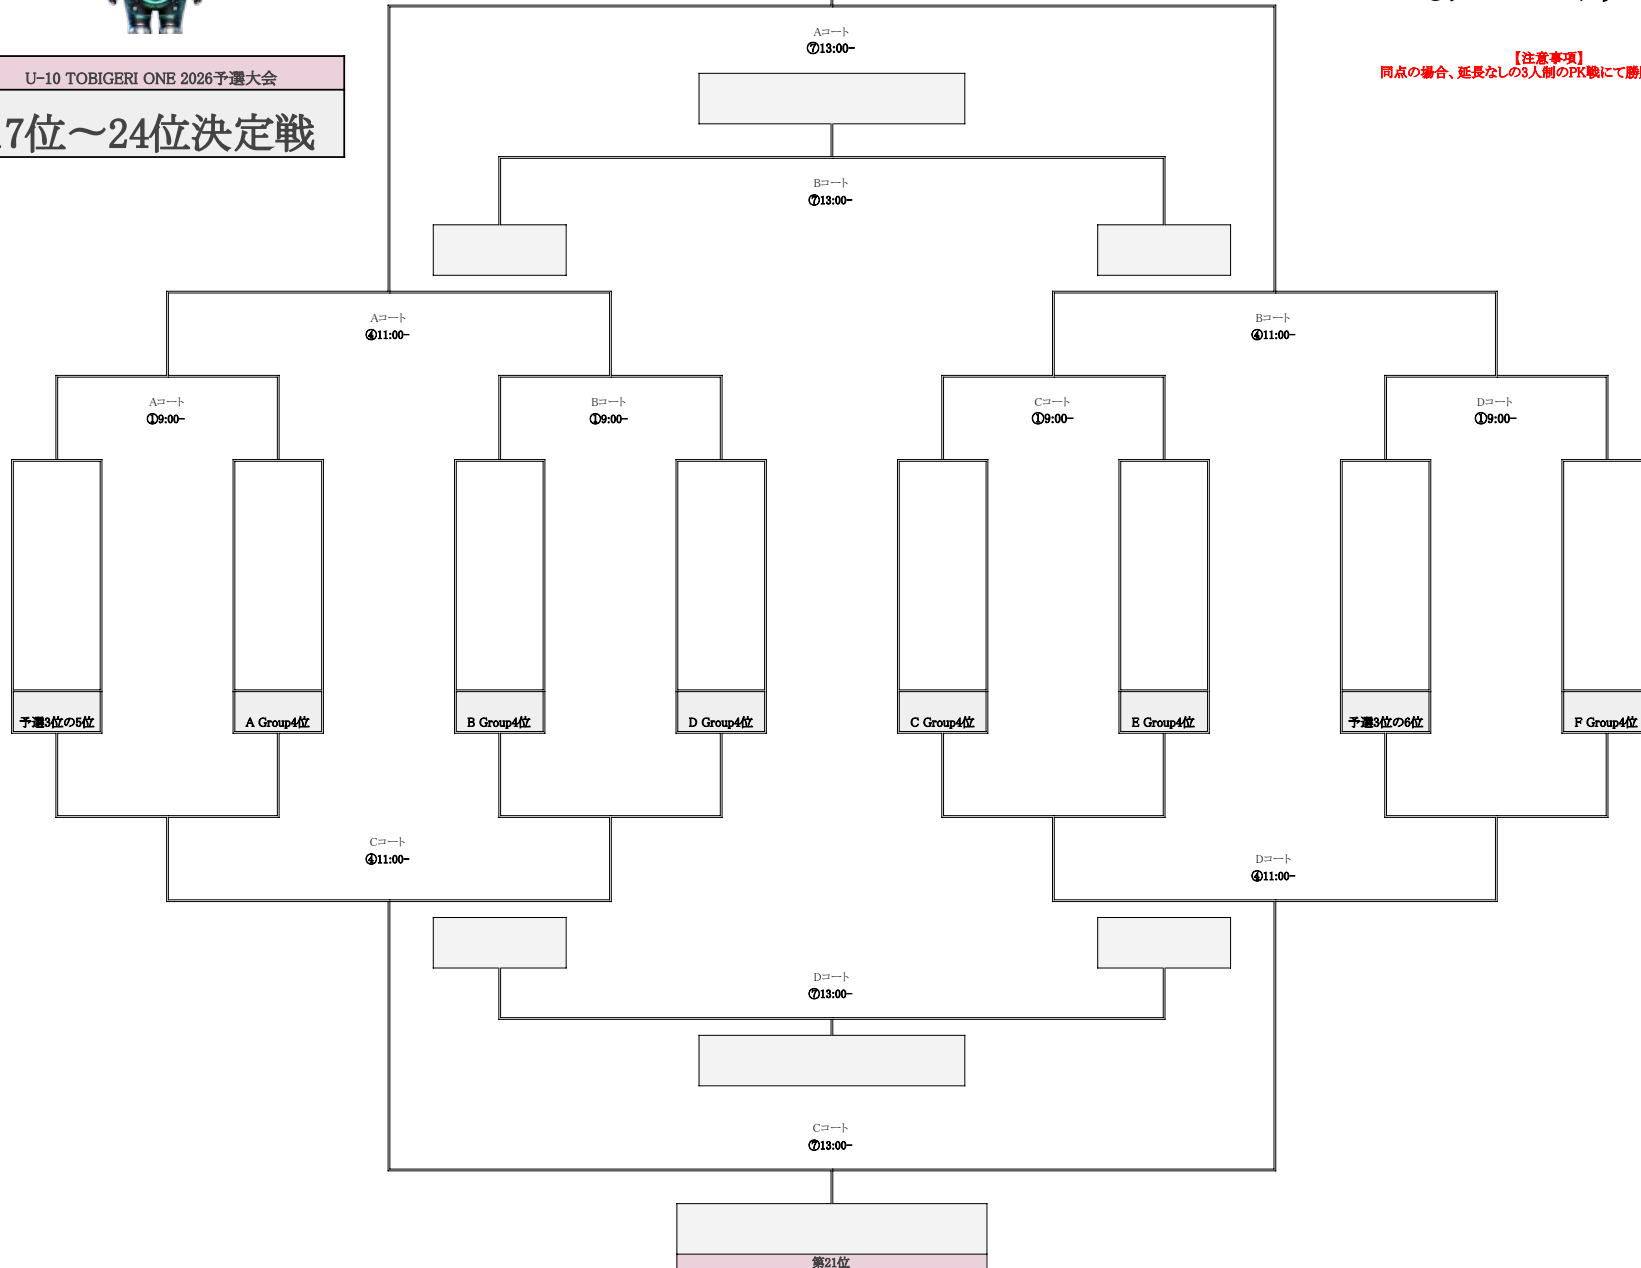 Aコート
⑦13:00-
【注意事項】
同点の場合、延長なしの3人制のPK戦にて勝
U-10 TOBIGERI ONE 2026予選大会
7位～24位決定戦
Bコート
⑦13:00-
Aコート
④11:00-
Bコート
④11:00-
Aコート
①9:00-
Bコート
①9:00-
Cコート
①9:00-
Dコート
①9:00-
予選3位の5位
A Group4位
B Group4位
D Group4位
C Group4位
E Group4位
予選3位の6位
F Group4位
Cコート
④11:00-
Dコート
④11:00-
Dコート
⑦13:00-
Cコート
⑦13:00-
第21位